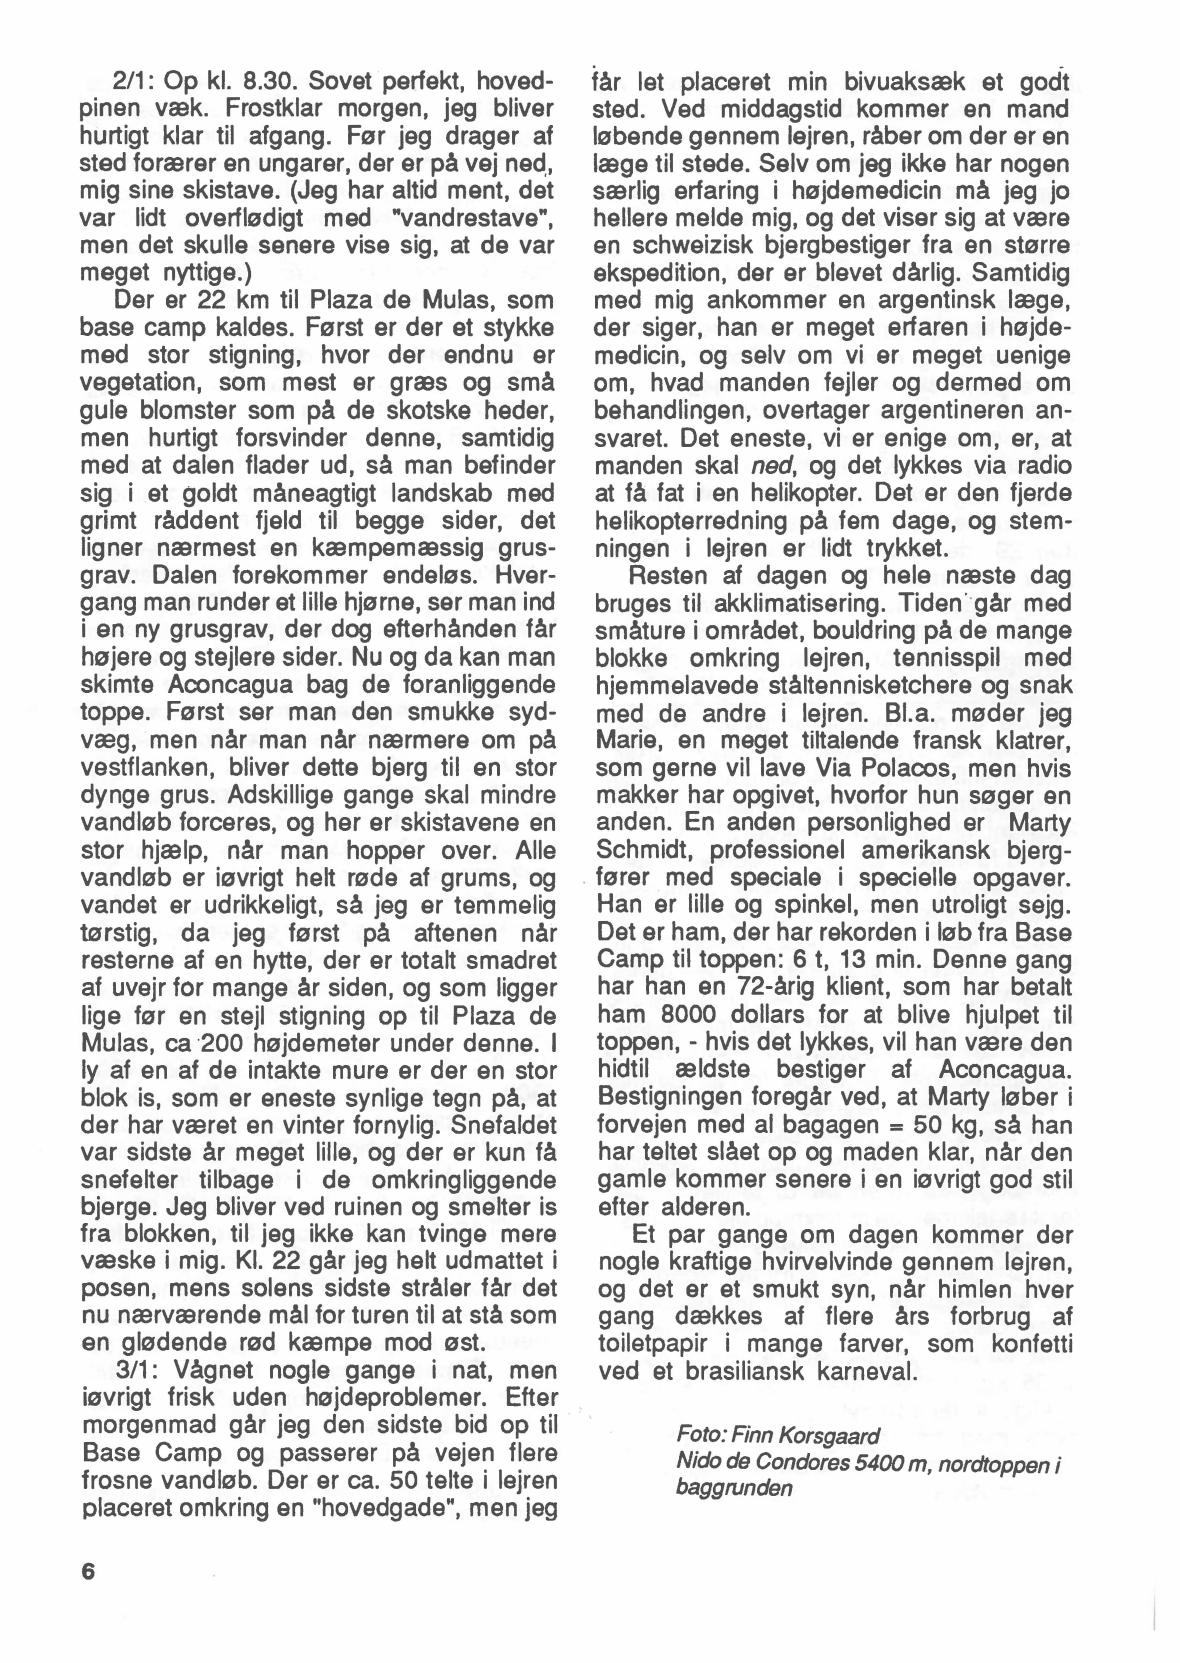 2/1: Op kl. 8.30. Sovet perfekt, hoved-
pinen væk. Frostklar morgen, jeg bliver
hurtigt klar til afgang. Før jeg drager af
sted forærer en ungarer, der er på vej ned,
mig sine skistave. (Jeg har altid ment, det
var lidt overflødigt med "vandrestave",
men det skulle senere vise sig, at de var
meget nyttige.)
Der er 22 km til Plaza de Mulas, som
base camp kaldes. Først er der et stykke
med stor stigning, hvor der endnu er
vegetation, som mest er græs og små
gule blomster som på de skotske heder,
men hurtigt forsvinder denne, samtidig
med at dalen flader ud, så man befinder
sig i et goldt måneagtigt landskab med
grimt råddent fjeld til begge sider, det
ligner nærmest en kæmpemæssig grus-
grav. Dalen forekommer endeløs. Hver-
gang man runder et lille hjørne, ser man ind
i en ny grusgrav, der dog efterhånden får
højere og stejlere sider. Nu og da kan man
skimte Aconcagua bag de foranliggende
toppe. Først ser man den smukke syd-
væg, men når man når nærmere om på
vestflanken, bliver dette bjerg til en stor
dynge grus. Adskillige gange skal mindre
vandløb forceres, og her er skistavene en
stor hjælp, når man hopper over. Alle
vandløb er iøvrigt helt røde af grums, og
vandet er udrikkeligt, så jeg er temmelig
tørstig, da jeg først på aftenen når
resterne af en hytte, der er totalt smadret
af uvejr for mange år siden, og som ligger
lige før en stejl stigning op til Plaza de
Mulas, ca 200 højdemeter under denne. I
ly af en af de intakte mure er der en stor
blok is, som er eneste synlige tegn på, at
der har været en vinter fornylig. Snefaldet
var sidste år meget lille, og der er kun få
snefelter tilbage i de omkringliggende
bjerge. Jeg bliver ved ruinen og smelter is
fra blokken, til jeg ikke kan tvinge mere
væske i mig. Kl. 22 går jeg helt udmattet i
posen, mens solens sidste stråler får det
nu nærværende mål for turen til at stå som
en glødende rød kæmpe mod øst.
3/1: Vågnet nogle gange i nat, men
iøvrigt frisk uden højdeproblemer. Efter
morgenmad går jeg den sidste bid op til
Base Camp og passerer på vejen flere
frosne vandløb. Der er ca. 50 telte i lejren
placeret omkring en "hovedgade", men jeg
får let placeret min bivuaksæk et godt
sted. Ved middagstid kommer en mand
løbende gennem lejren, råber om der er en
læge til stede. Selv om jeg ikke har nogen
særlig erfaring i højdemedicin må jeg jo
hellere melde mig, og det viser sig at være
en schweizisk bjergbestiger fra en større
ekspedition, der er blevet dårlig. Samtidig
med mig ankommer en argentinsk læge,
der siger, han er meget erfaren i højde-
medicin, og selv om vi er meget uenige
om, hvad manden fejler og dermed om
behandlingen, overtager argentineren an-
svaret. Det eneste, vi er enige om, er, at
manden skal ned, og det lykkes via radio
at få fat i en helikopter. Det er den fjerde
helikopterredning på fem dage, og stem-
ningen i lejren er lidt trykket.
Resten af dagen og hele næste dag
bruges til akklimatisering. Tiden går med
småture i området, bouldring på de mange
blokke omkring lejren, tennisspil med
hjemmelavede ståltennisketchere og snak
med de andre i lejren. Bl.a. møder jeg
Marie, en meget tiltalende fransk klatrer,
som gerne vil lave Via Polacos, men hvis
makker har opgivet, hvorfor hun søger en
anden. En anden personlighed er Marty
Schmidt, professionel amerikansk bjerg-
fører med speciale i specielle opgaver.
Han er lille og spinkel, men utroligt sejg.
Det er ham, der har rekorden i løb fra Base
Camp til toppen: 6 t, 13 min. Denne gang
har han en 72-årig klient, som har betalt
ham 8000 dollars for at blive hjulpet til
toppen, - hvis det lykkes, vil han være den
hidtil ældste bestiger af Aconcagua.
Bestigningen foregår ved, at Marty løber i
forvejen med al bagagen = 50 kg, så han
har teltet slået op og maden klar, når den
gamle kommer senere i en iøvrigt god stil
efter alderen.
Et par gange om dagen kommer der
nogle kraftige hvirvelvinde gennem lejren,
og det er et smukt syn, når himlen hver
gang dækkes af flere års forbrug af
toiletpapir i mange farver, som konfetti
ved et brasiliansk karneval.
Foto: Finn Korsgaard
Nido de Condores 5400 m, nordtoppen i
baggrunden
6